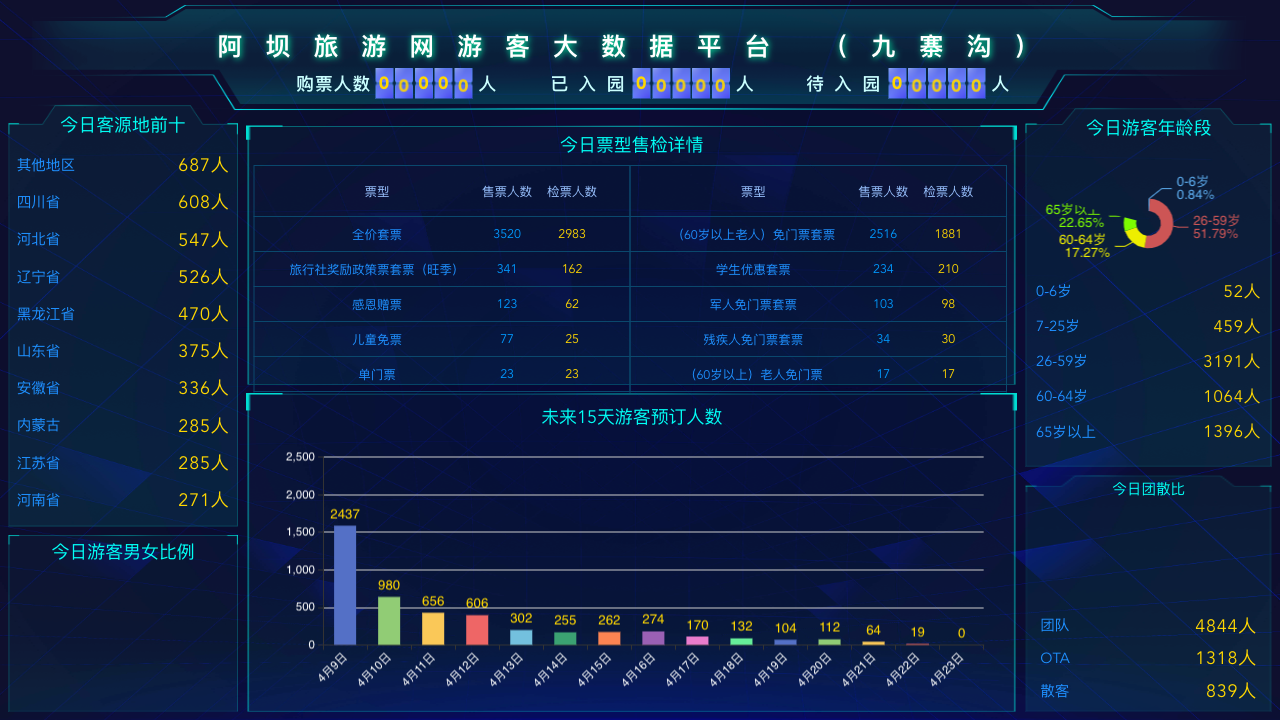 阿坝旅游网游客大数据平台 （九寨沟）
购票人数 00000 人 已入园 00000 人 待入园 00000 人
今日客源地前十
其他地区 687人
四川省 608人
河北省 547人
辽宁省 526人
黑龙江省 470人
山东省 375人
安徽省 336人
内蒙古 285人
江苏省 285人
河南省 271人
今日游客男女比例
今日票型售检详情
票型 售票人数 检票人数 票型 售票人数 检票人数
全价套票 3520 2983 （60岁以上老人）免门票套票 2516 1881
旅行社奖励政策票套票（旺季） 341 162 学生优惠套票 234 210
感恩赠票 123 62 军人免门票套票 103 98
儿童免票 77 25 残疾人免门票套票 34 30
单门票 23 23 （60岁以上）老人免门票 17 17
未来15天游客预订人数
2,500
2,000
1,500
1,000
500
0
2437 980 656 606 302 255 262 274 170 132 104 112 64 19 0
4月9日 4月10日 4月11日 4月12日 4月13日 4月14日 4月15日 4月16日 4月17日 4月18日 4月19日 4月20日 4月21日 4月22日 4月23日
今日游客年龄段
0-6岁
0.84%
26-59岁
51.79%
65岁以上
22.65%
60-64岁
17.27%
0-6岁 52人
7-25岁 459人
26-59岁 3191人
60-64岁 1064人
65岁以上 1396人
今日团散比
团队 4844人
OTA 1318人
散客 839人